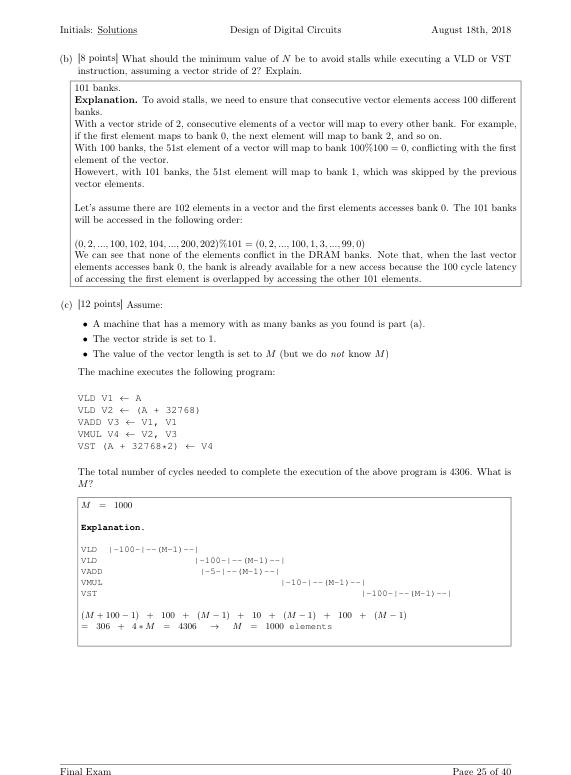 Initials: Solutions Design of Digital Circuits August 18th, 2018
(b) [8 points] What should the minimum value of N be to avoid stalls while executing a VLD or VST
instruction, assuming a vector stride of 2? Explain.
101 banks.
Explanation. To avoid stalls, we need to ensure that consecutive vector elements access 100 different
banks.
With a vector stride of 2, consecutive elements of a vector will map to every other bank. For example,
if the first element maps to bank 0, the next element will map to bank 2, and so on.
With 100 banks, the 51st element of a vector will map to bank 100%100 = 0, conflicting with the first
element of the vector.
Howevert, with 101 banks, the 51st element will map to bank 1, which was skipped by the previous
vector elements.
Let's assume there are 102 elements in a vector and the first elements accesses bank 0. The 101 banks
will be accessed in the following order:
(0, 2, ..., 100, 102, 104, ..., 200, 202)%101 = (0, 2, ..., 100, 1, 3, ..., 99, 0)
We can see that none of the elements conflict in the DRAM banks. Note that, when the last vector
elements accesses bank 0, the bank is already available for a new access because the 100 cycle latency
of accessing the first element is overlapped by accessing the other 101 elements.
(c) [12 points] Assume:
• A machine that has a memory with as many banks as you found is part (a).
• The vector stride is set to 1.
• The value of the vector length is set to M (but we do not know M)
The machine executes the following program:
VLD V1 ← A
VLD V2 ← (A + 32768)
VADD V3 ← V1, V1
VMUL V4 ← V2, V3
VST (A + 32768*2) ← V4
The total number of cycles needed to complete the execution of the above program is 4306. What is
M?
M = 1000
Explanation.
VLD |-100-|--(M-1)--|
VLD |-100-|--(M-1)--|
VADD |-5-|--(M-1)--|
VMUL |-10-|--(M-1)--|
VST |-100-|--(M-1)--|
(M + 100 − 1) + 100 + (M − 1) + 10 + (M − 1) + 100 + (M − 1)
= 306 + 4 ∗ M = 4306 → M = 1000 elements
Final Exam Page 25 of 40